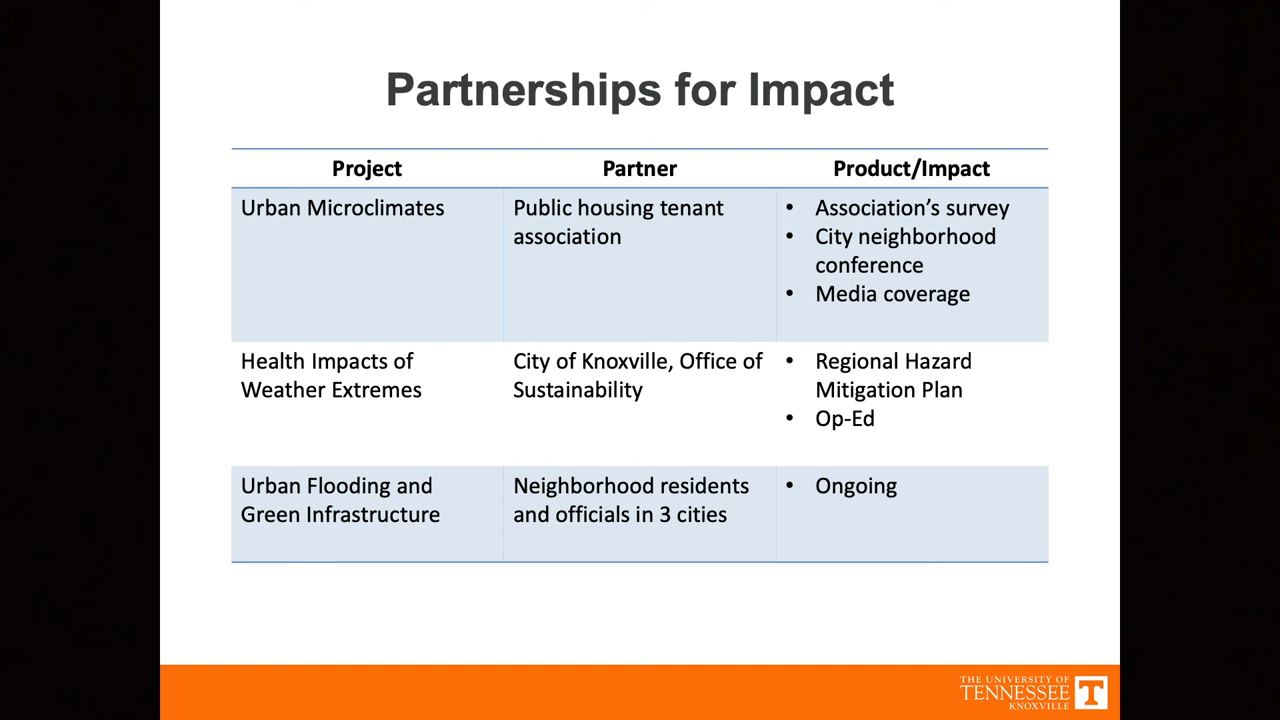 Partnerships for Impact
Project
Partner
Product/Impact
Urban Microclimates
Public housing tenant
association
• Association’s survey
• City neighborhood
conference
• Media coverage
Health Impacts of
Weather Extremes
City of Knoxville, Office of
Sustainability
• Regional Hazard
Mitigation Plan
• Op-Ed
Urban Flooding and
Green Infrastructure
Neighborhood residents
and officials in 3 cities
• Ongoing
THE UNIVERSITY OF
TENNESSEE
KNOXVILLE
T